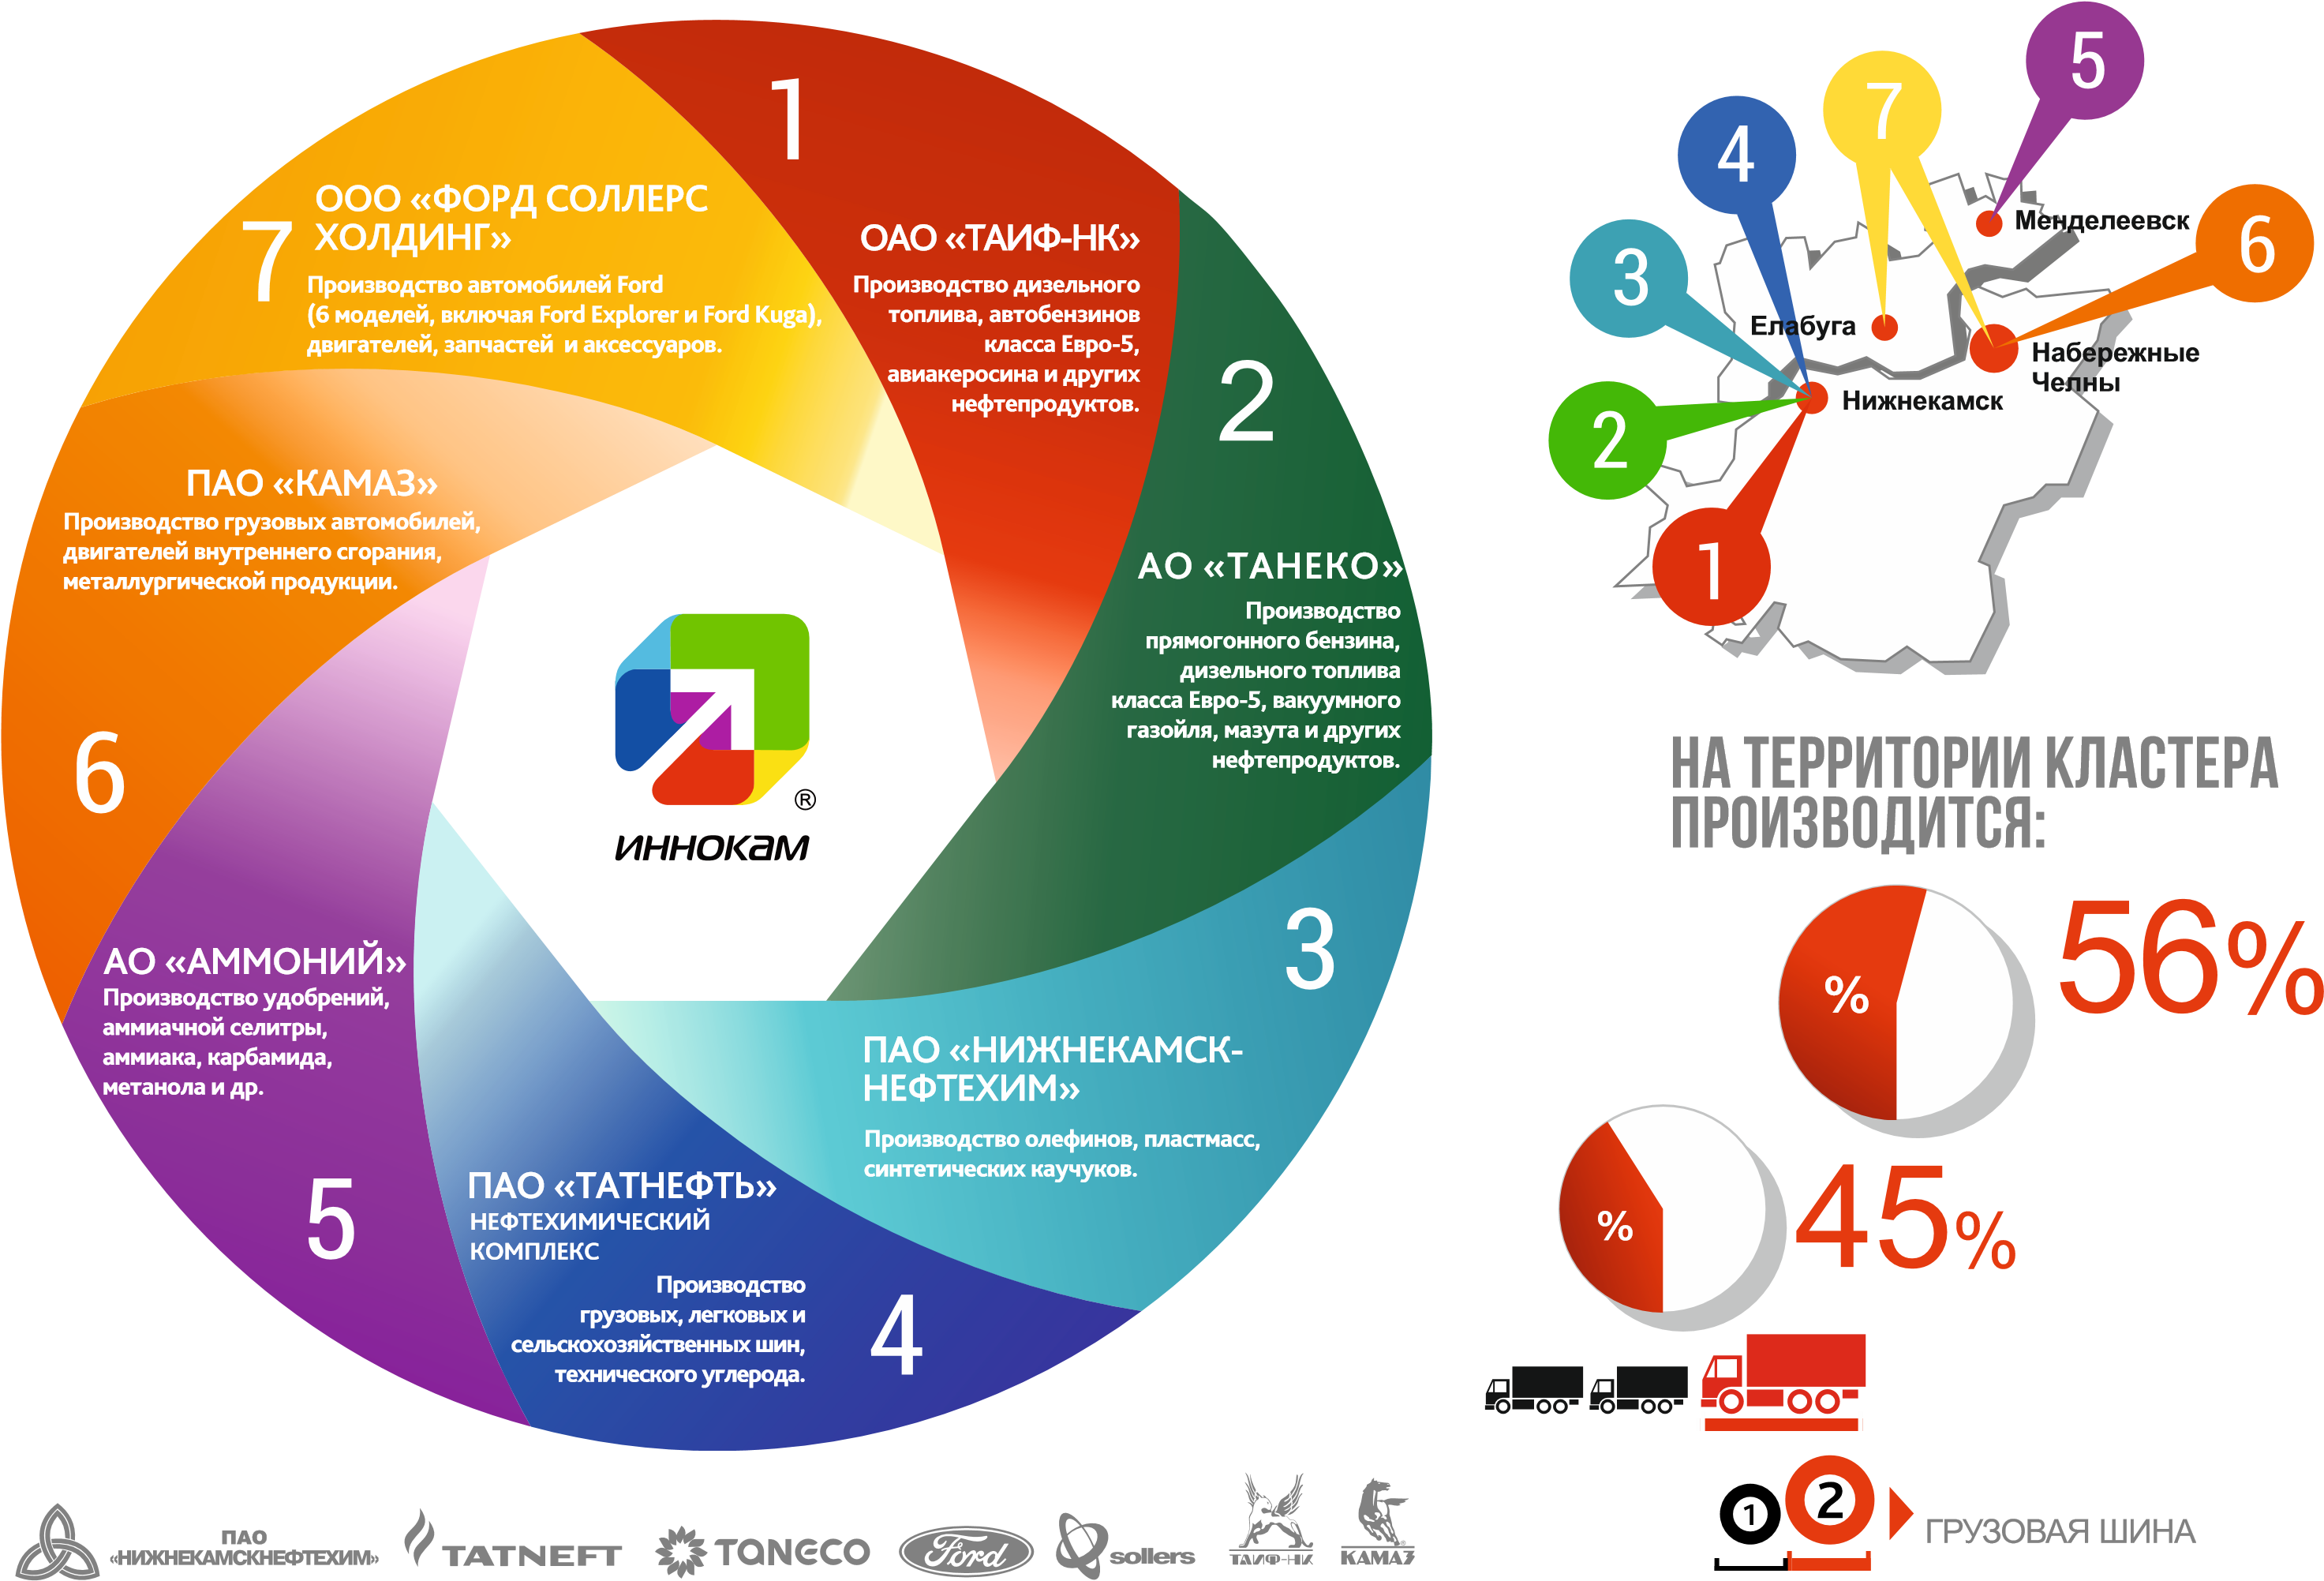 1
ОАО «ТАИФ-НК»
Производство дизельного
топлива, автобензинов
класса Евро-5,
авиакеросина и других
нефтепродуктов.
2
АО «ТАНЕКО»
Производство
прямогонного бензина,
дизельного топлива
класса Евро-5, вакуумного
газойля, мазута и других
нефтепродуктов.
3
ПАО «НИЖНЕКАМСК-
НЕФТЕХИМ»
Производство олефинов, пластмасс,
синтетических каучуков.
4
ПАО «ТАТНЕФТЬ»
НЕФТЕХИМИЧЕСКИЙ
КОМПЛЕКС
Производство
грузовых, легковых и
сельскохозяйственных шин,
технического углерода.
5
АО «АММОНИЙ»
Производство удобрений,
аммиачной селитры,
аммиака, карбамида,
метанола и др.
6
ПАО «КАМАЗ»
Производство грузовых автомобилей,
двигателей внутреннего сгорания,
металлургической продукции.
7
ООО «ФОРД СОЛЛЕРС
ХОЛДИНГ»
Производство автомобилей Ford
(6 моделей, включая Ford Explorer и Ford Kuga),
двигателей, запчастей и аксессуаров.
®
ИННОКАМ
5
7
4
6
3
2
1
Менделеевск
Елабуга
Набережные
Челны
Нижнекамск
НА ТЕРРИТОРИИ КЛАСТЕРА
ПРОИЗВОДИТСЯ:
%
56%
%
45%
1
2
ГРУЗОВАЯ ШИНА
ПАО
«НИЖНЕКАМСКНЕФТЕХИМ»
TATNEFT
TANECO
Ford
sollers
ТАИФ-НК
КАМАЗ